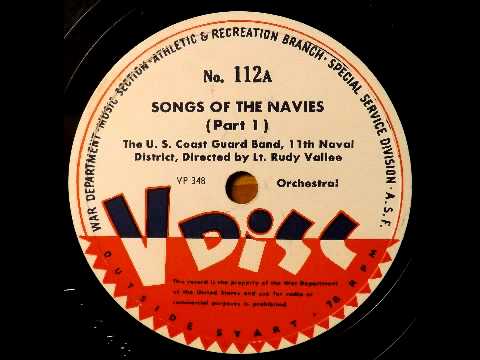 WAR DEPARTMENT · MUSIC SECTION · ATHLETIC & RECREATION BRANCH · SPECIAL SERVICE DIVISION · A.S.F.
No. 112A
SONGS OF THE NAVIES
(Part 1)
The U. S. Coast Guard Band, 11th Naval
District, Directed by Lt. Rudy Vallee
VP 348
Orchestral
V DISC
This record is the property of the War Department
of the United States and use for radio or
commercial purposes is prohibited.
OUTSIDE START · 78 RPM